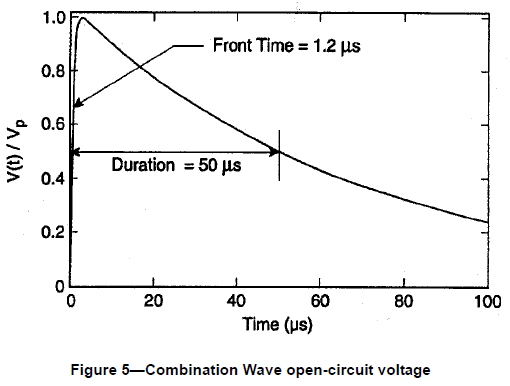 1.0
0.8
0.6
0.4
0.2
0
V(t) / Vp
Front Time = 1.2 µs
Duration = 50 µs
0 20 40 60 80 100
Time (µs)
Figure 5—Combination Wave open-circuit voltage